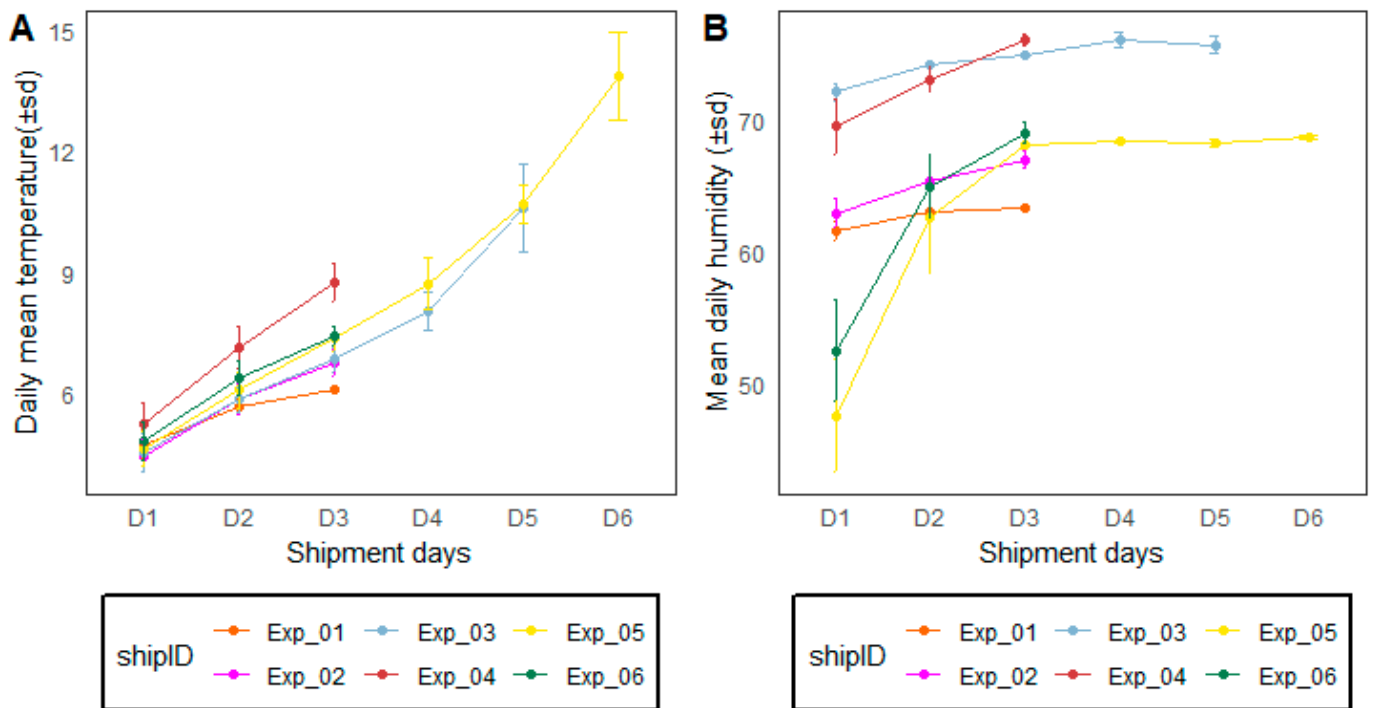 A
Daily mean temperature(±sd)
15
12
9
6
D1 D2 D3 D4 D5 D6
Shipment days
shipID
Exp_01 Exp_03 Exp_05
Exp_02 Exp_04 Exp_06
B
Mean daily humidity (±sd)
70
60
50
D1 D2 D3 D4 D5 D6
Shipment days
shipID
Exp_01 Exp_03 Exp_05
Exp_02 Exp_04 Exp_06